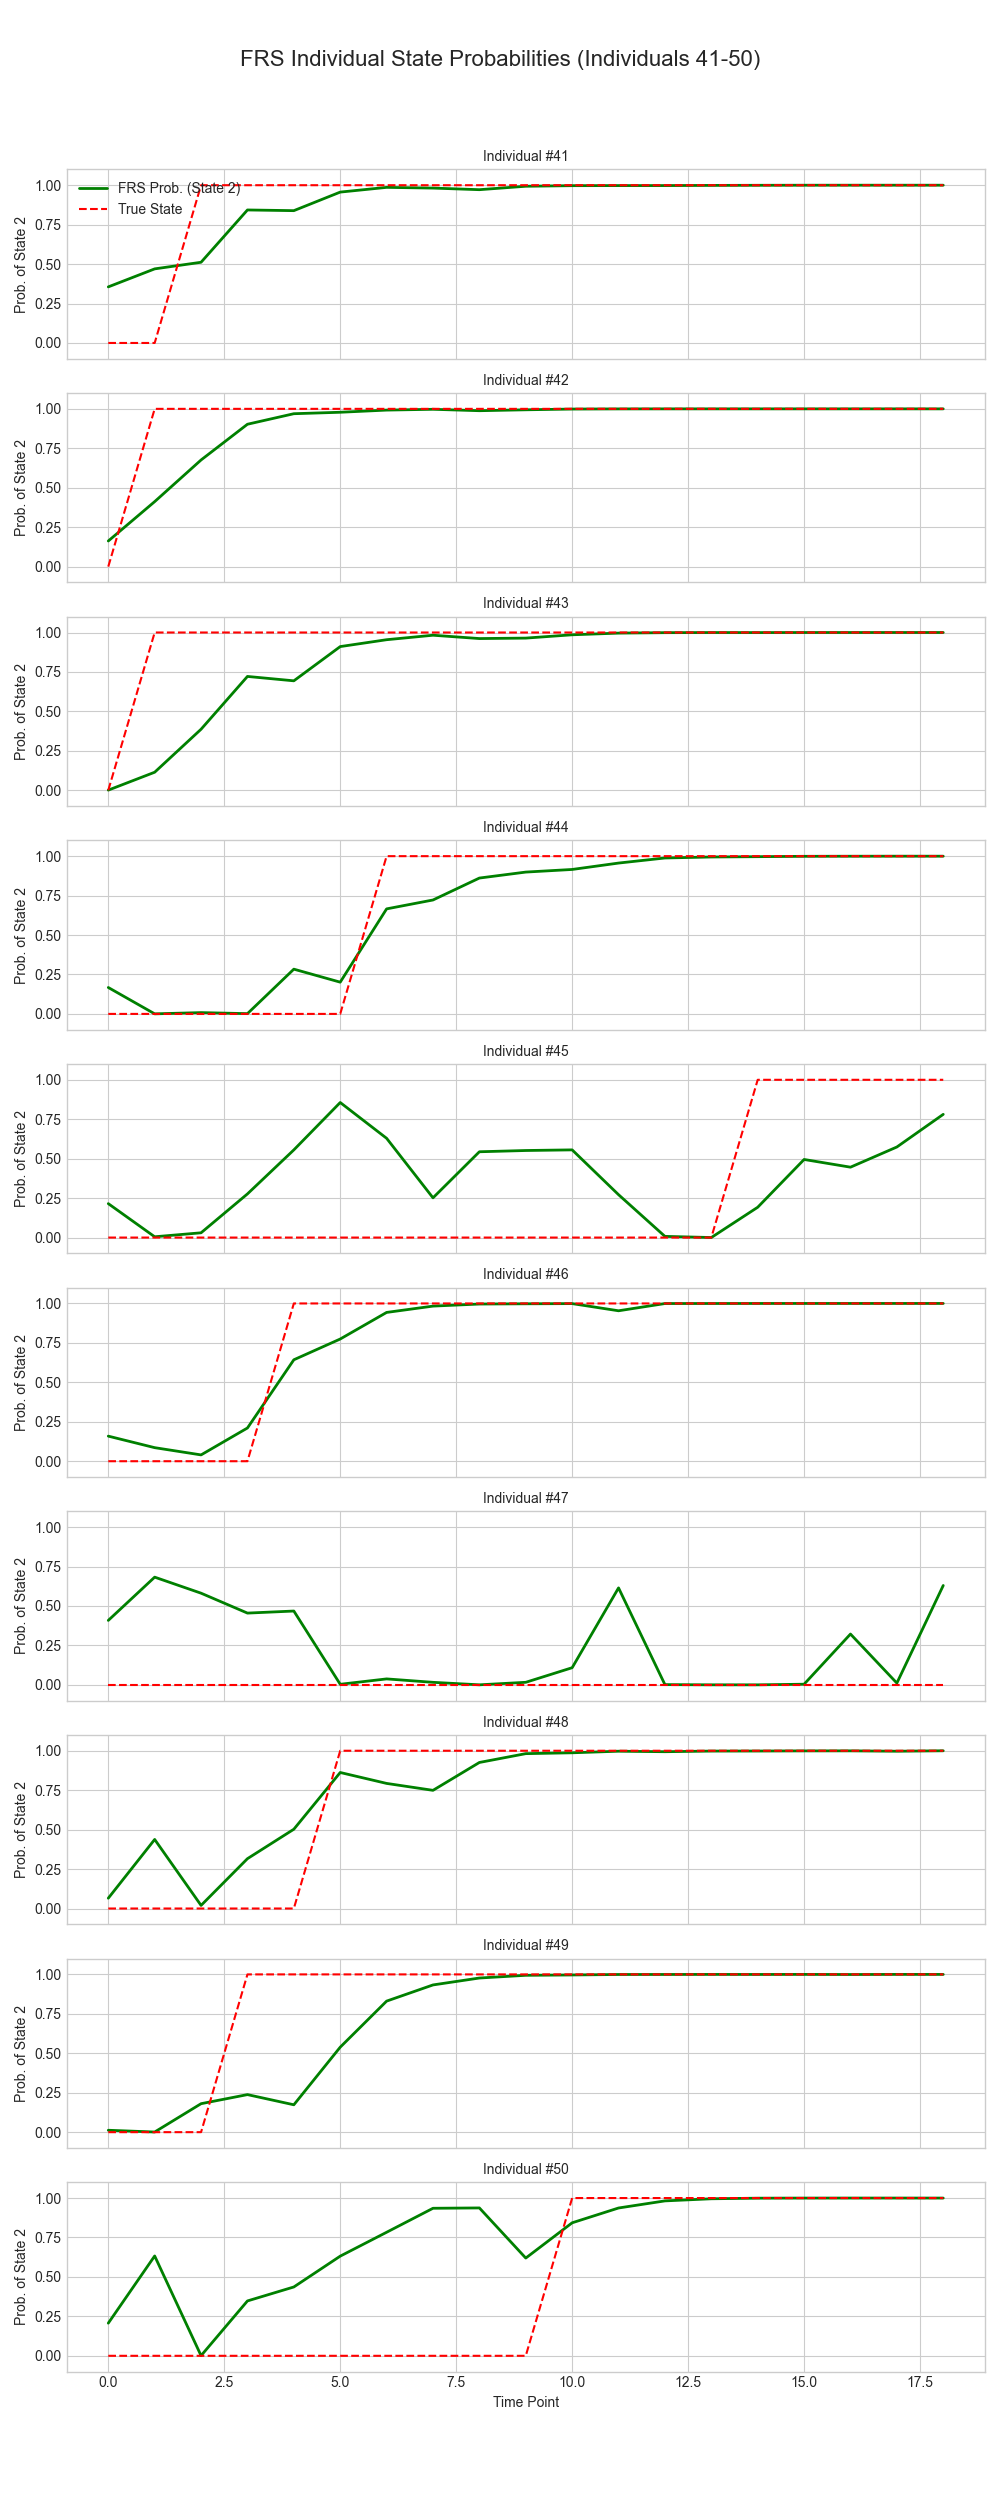 FRS Individual State Probabilities (Individuals 41-50)
Individual #41
FRS Prob. (State 2)
True State
1.00
0.75
0.50
0.25
0.00
Prob. of State 2
Individual #42
1.00
0.75
0.50
0.25
0.00
Prob. of State 2
Individual #43
1.00
0.75
0.50
0.25
0.00
Prob. of State 2
Individual #44
1.00
0.75
0.50
0.25
0.00
Prob. of State 2
Individual #45
1.00
0.75
0.50
0.25
0.00
Prob. of State 2
Individual #46
1.00
0.75
0.50
0.25
0.00
Prob. of State 2
Individual #47
1.00
0.75
0.50
0.25
0.00
Prob. of State 2
Individual #48
1.00
0.75
0.50
0.25
0.00
Prob. of State 2
Individual #49
1.00
0.75
0.50
0.25
0.00
Prob. of State 2
Individual #50
1.00
0.75
0.50
0.25
0.00
Prob. of State 2
0.0 2.5 5.0 7.5 10.0 12.5 15.0 17.5
Time Point